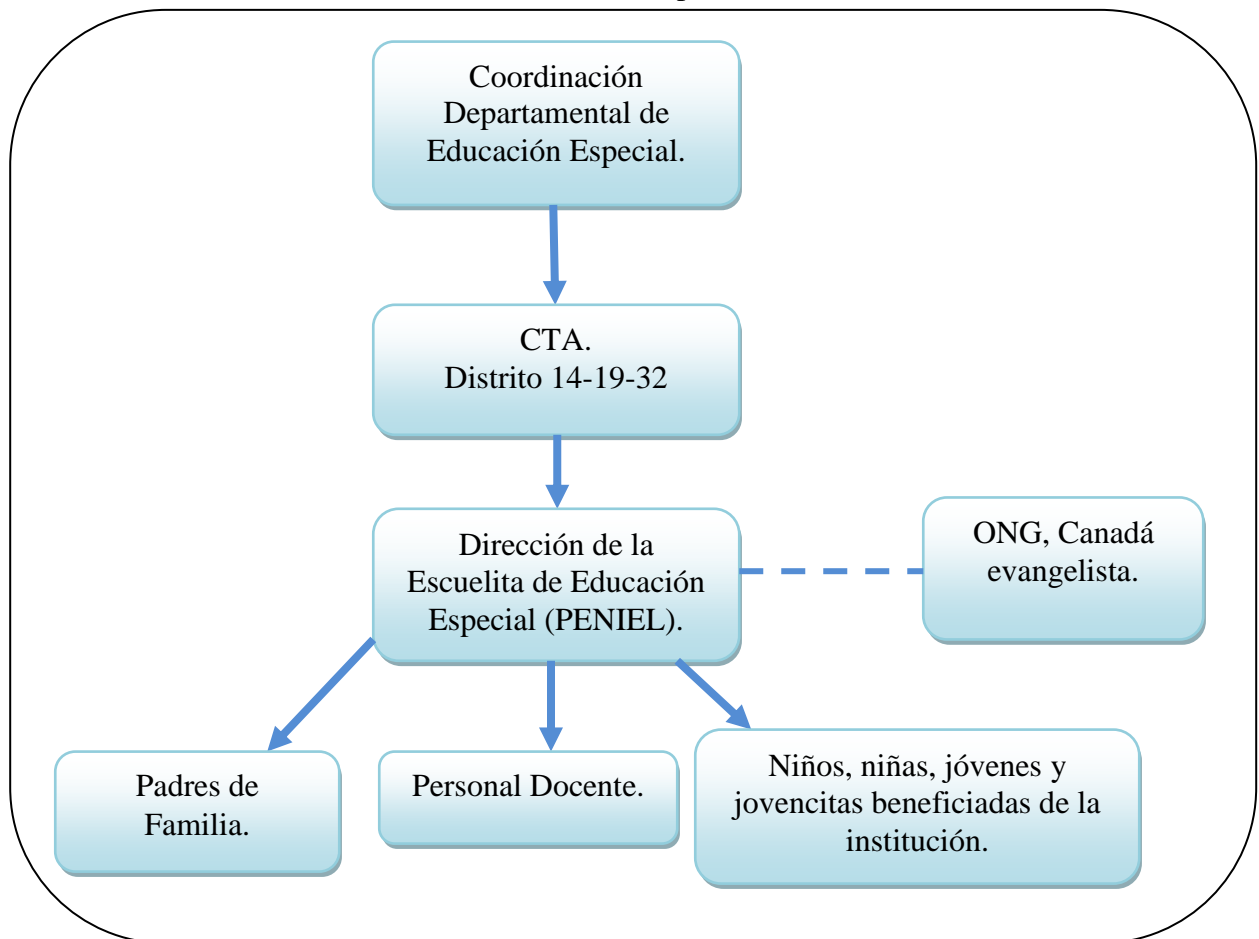 Coordinación
Departamental de
Educación Especial.
CTA.
Distrito 14-19-32
Dirección de la
Escuelita de Educación
Especial (PENIEL).
ONG, Canadá
evangelista.
Padres de
Familia.
Personal Docente.
Niños, niñas, jóvenes y
jovencitas beneficiadas de la
institución.